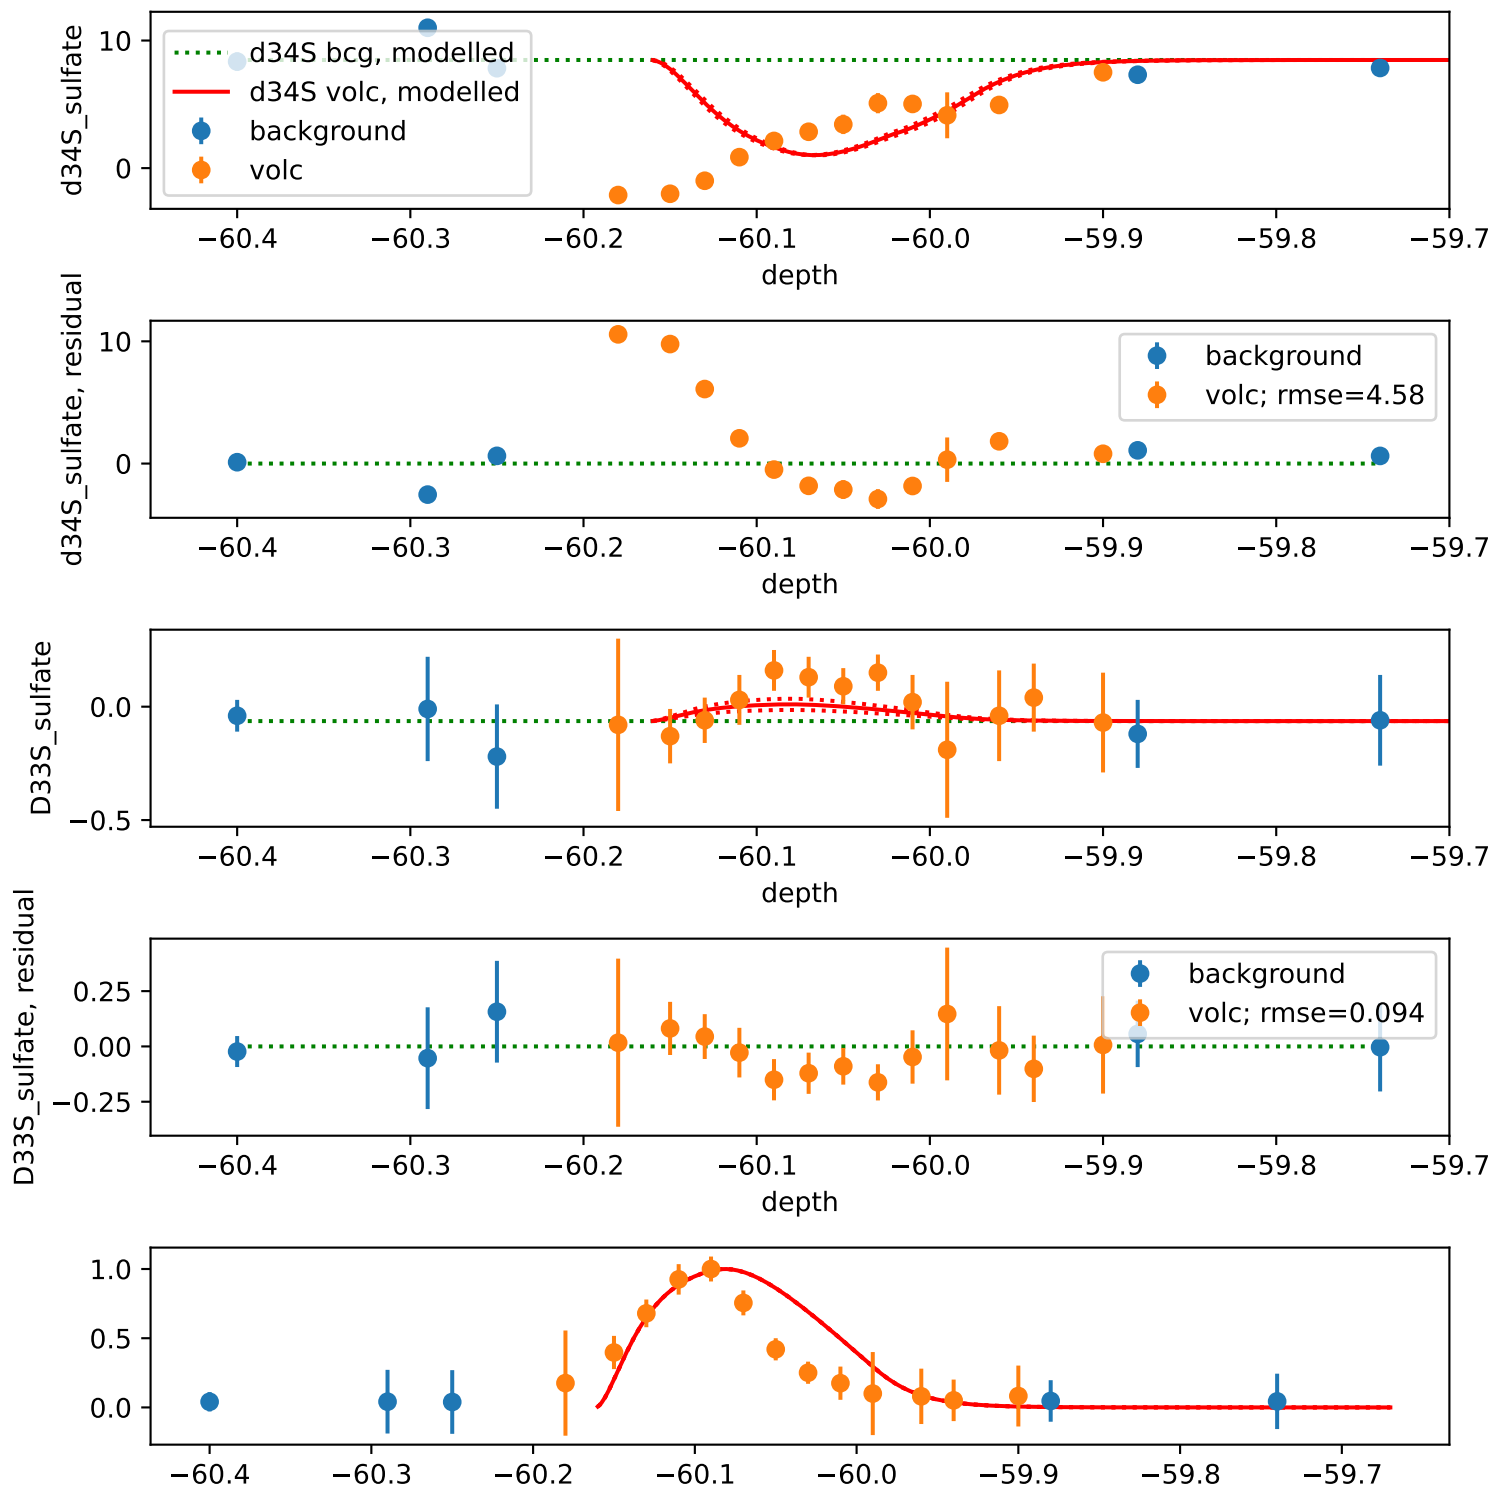 d34S_sulfate
10
0
d34S bcg, modelled
d34S volc, modelled
background
volc
−60.4 −60.3 −60.2 −60.1 −60.0 −59.9 −59.8 −59.7
depth
d34S_sulfate, residual
10
0
background
volc; rmse=4.58
−60.4 −60.3 −60.2 −60.1 −60.0 −59.9 −59.8 −59.7
depth
D33S_sulfate
0.0
−0.5
−60.4 −60.3 −60.2 −60.1 −60.0 −59.9 −59.8 −59.7
depth
D33S_sulfate, residual
0.25
0.00
−0.25
background
volc; rmse=0.094
−60.4 −60.3 −60.2 −60.1 −60.0 −59.9 −59.8 −59.7
depth
1.0
0.5
0.0
−60.4 −60.3 −60.2 −60.1 −60.0 −59.9 −59.8 −59.7